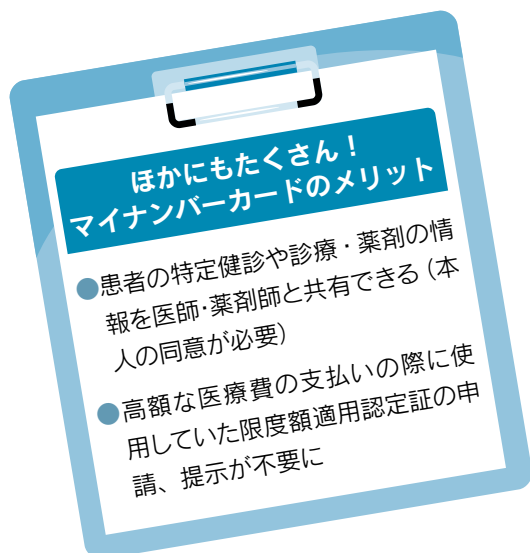 ほかにもたくさん！
マイナンバーカードのメリット
●患者の特定健診や診療・薬剤の情
報を医師・薬剤師と共有できる（本
人の同意が必要）
●高額な医療費の支払いの際に使
用していた限度額適用認定証の申
請、提示が不要に